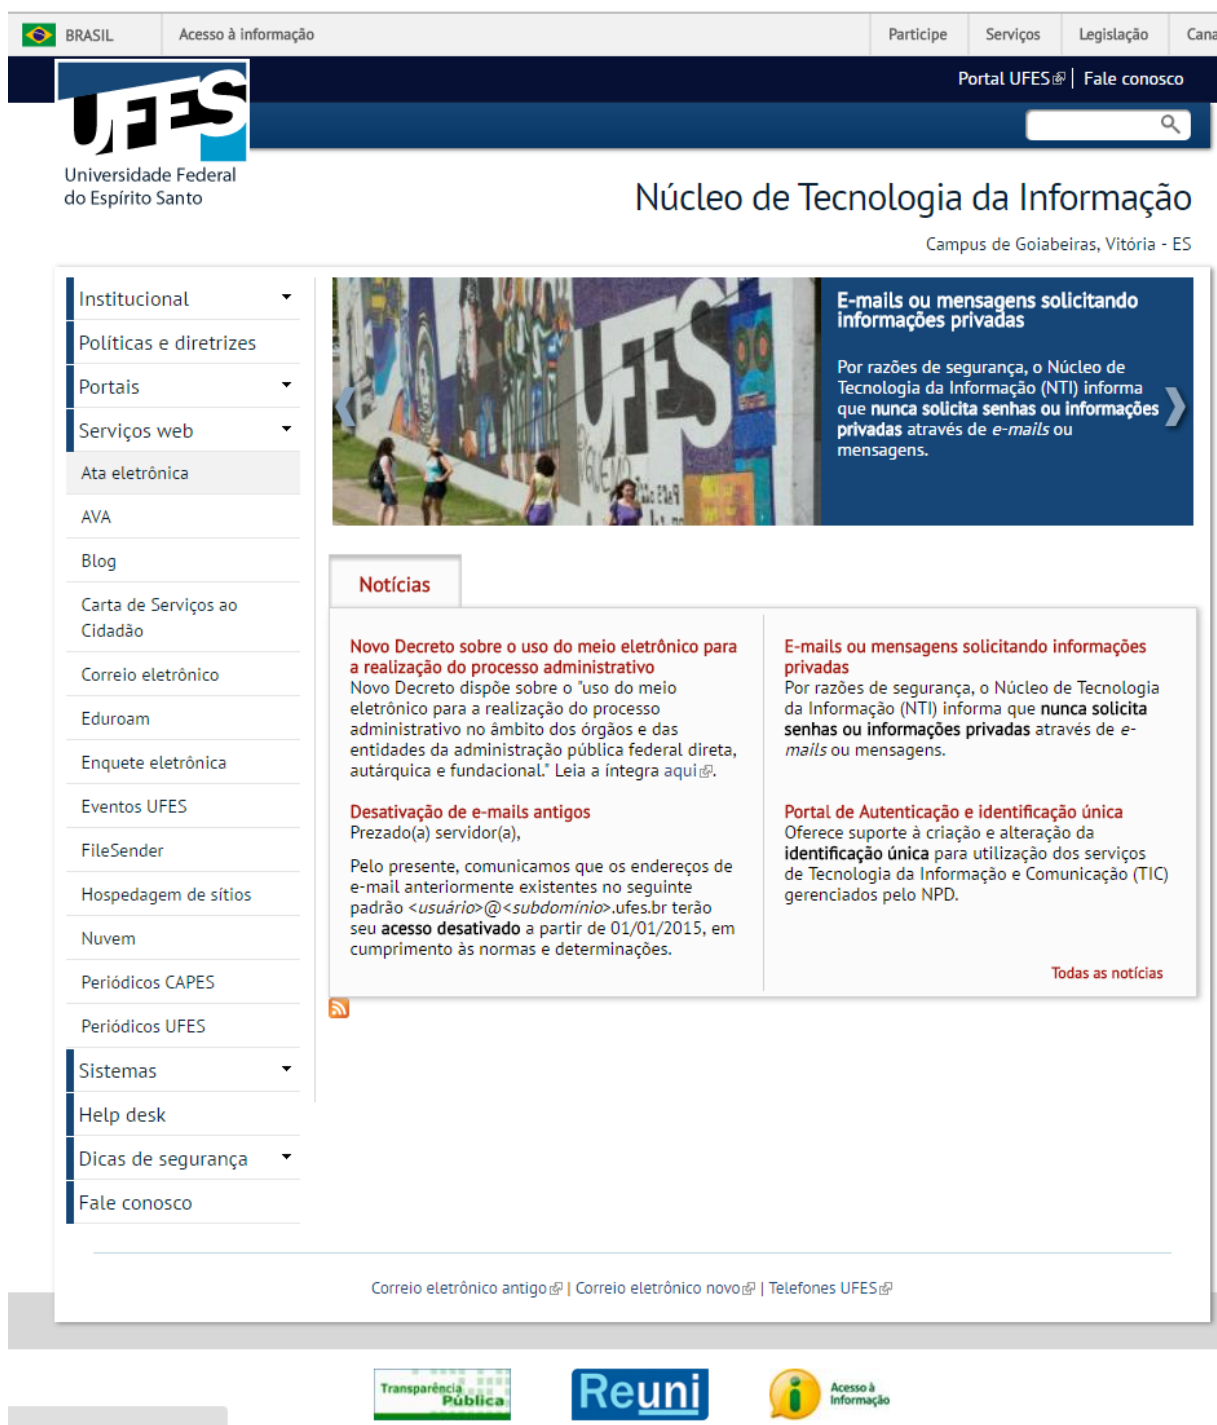 BRASIL
Acesso à informação
Participe
Serviços
Legislação
Portal UFES
Fale conosco
UFES
Universidade Federal
do Espírito Santo
Núcleo de Tecnologia da Informação
Campus de Goiabeiras, Vitória - ES
Institucional
Políticas e diretrizes
Portais
Serviços web
Ata eletrônica
AVA
Blog
Carta de Serviços ao
Cidadão
Correio eletrônico
Eduroam
Enquete eletrônica
Eventos UFES
FileSender
Hospedagem de sítios
Nuvem
Periódicos CAPES
Periódicos UFES
Sistemas
Help desk
Dicas de segurança
Fale conosco
UFES
E-mails ou mensagens solicitando
informações privadas
Por razões de segurança, o Núcleo de
Tecnologia da Informação (NTI) informa
que nunca solicita senhas ou informações
privadas através de e-mails ou
mensagens.
Notícias
Novo Decreto sobre o uso do meio eletrônico para
a realização do processo administrativo
Novo Decreto dispõe sobre o "uso do meio
eletrônico para a realização do processo
administrativo no âmbito dos órgãos e das
entidades da administração pública federal direta,
autárquica e fundacional." Leia a íntegra aqui.
E-mails ou mensagens solicitando informações
privadas
Por razões de segurança, o Núcleo de Tecnologia
da Informação (NTI) informa que nunca solicita
senhas ou informações privadas através de e-
mails ou mensagens.
Desativação de e-mails antigos
Prezado(a) servidor(a),
Pelo presente, comunicamos que os endereços de
e-mail anteriormente existentes no seguinte
padrão <usuário>@<subdomínio>.ufes.br terão
seu acesso desativado a partir de 01/01/2015, em
cumprimento às normas e determinações.
Portal de Autenticação e identificação única
Oferece suporte à criação e alteração da
identificação única para utilização dos serviços
de Tecnologia da Informação e Comunicação (TIC)
gerenciados pelo NPD.
Todas as notícias
Correio eletrônico antigo | Correio eletrônico novo | Telefones UFES
Transparência
Pública
Reuni
Acesso à
Informação